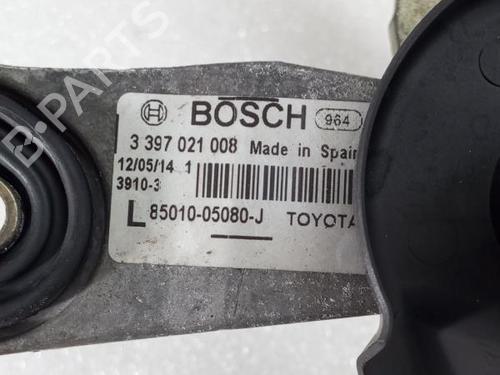 BOSCH 964
3 397 021 008 Made in Spain
12/05/14 1
3910-3
L 85010-05080-J TOYOTA
B-PARTS